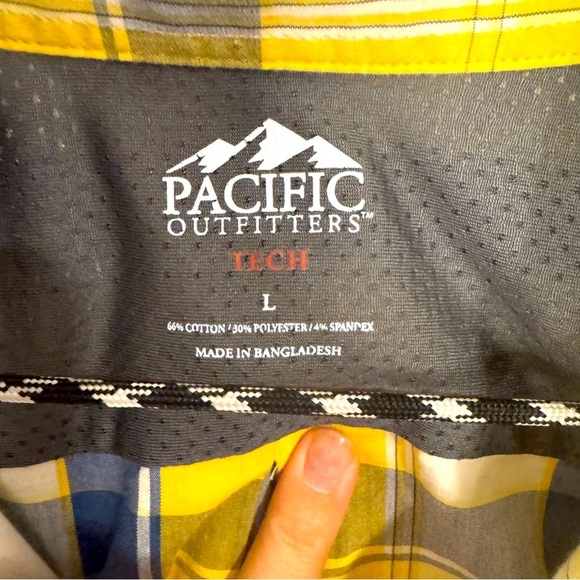 PACIFIC
OUTFITTERS™
TECH
L
66% COTTON / 30% POLYESTER / 4% SPANDEX
MADE IN BANGLADESH